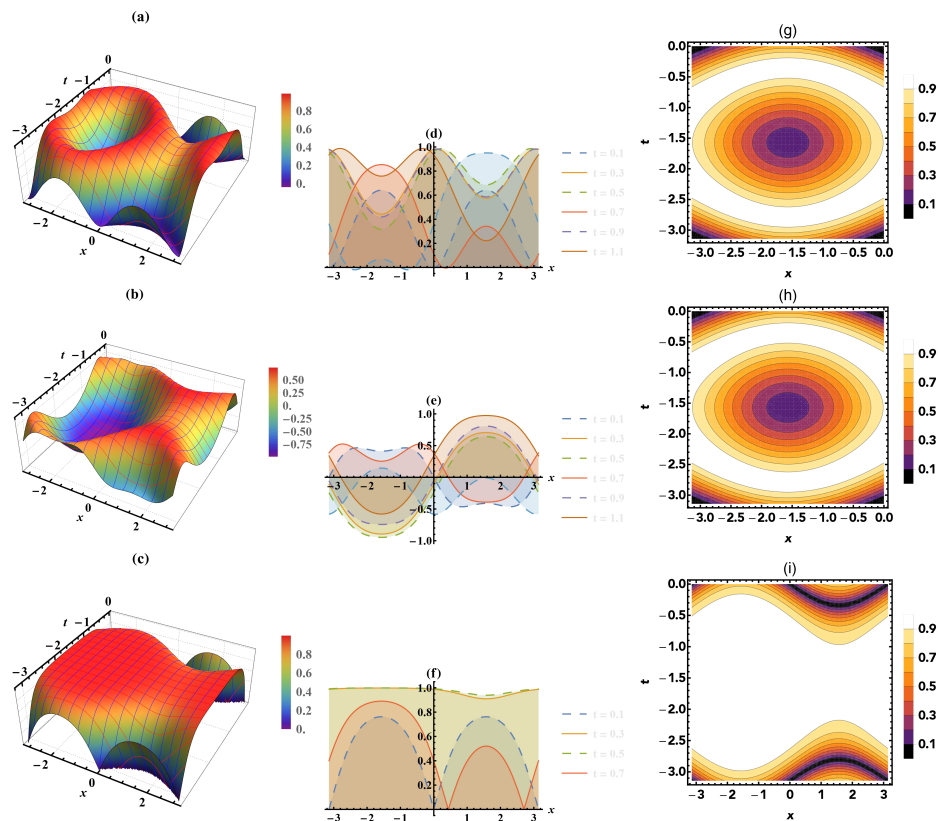 (a)
0
t −1
−2
−3
−2
0
x
2
0.8
0.6
0.4
0.2
0.
(d)
1.0
0.8
0.6
0.4
0.2
−3 −2 −1 0 1 2 3 x
t = 0.1
t = 0.3
t = 0.5
t = 0.7
t = 0.9
t = 1.1
(g)
0.0
−0.5
−1.0
−1.5
−2.0
−2.5
−3.0
t
−3.0 −2.5 −2.0 −1.5 −1.0 −0.5 0.0
x
0.9
0.7
0.5
0.3
0.1
(b)
0
t −1
−2
−3
−2
0
x
2
0.50
0.25
0.
−0.25
−0.50
−0.75
(e)
1.0
0.5
−3 −2 −1 0 1 2 3 x
−0.5
−1.0
t = 0.1
t = 0.3
t = 0.5
t = 0.7
t = 0.9
t = 1.1
(h)
0.0
−0.5
−1.0
−1.5
−2.0
−2.5
−3.0
t
−3.0 −2.5 −2.0 −1.5 −1.0 −0.5 0.0
x
0.9
0.7
0.5
0.3
0.1
(c)
0
t −1
−2
−3
−2
0
x
2
0.8
0.6
0.4
0.2
0.
(f)
1.0
0.8
0.6
0.4
0.2
−3 −2 −1 0 1 2 3 x
t = 0.1
t = 0.3
t = 0.5
t = 0.7
(i)
0.0
−0.5
−1.0
−1.5
−2.0
−2.5
−3.0
t
−3 −2 −1 0 1 2 3
x
0.9
0.7
0.5
0.3
0.1